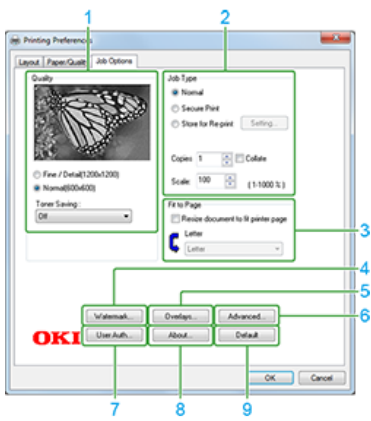 1
2
Printing Preferences
Layout
Paper/Quality
Job Options
Quality
Fine / Detail(1200x1200)
Normal(600x600)
Toner Saving :
Off
Job Type
Normal
Secure Print
Store for Re-print
Setting...
Copies
1
Collate
Scale:
100
(1-1000 %)
Fit to Page
Resize document to fit printer page
Letter
Letter
3
4
5
6
Watermark...
Overlays...
Advanced...
OKI
User Auth...
About...
Default
OK
Cancel
7
8
9